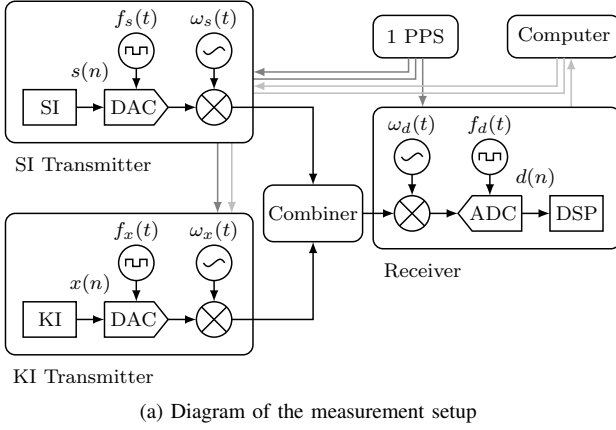 f_s(t) ω_s(t)
s(n)
SI DAC
SI Transmitter
1 PPS
Computer
ω_d(t) f_d(t)
d(n)
ADC DSP
Receiver
Combiner
f_x(t) ω_x(t)
x(n)
KI DAC
KI Transmitter
(a) Diagram of the measurement setup